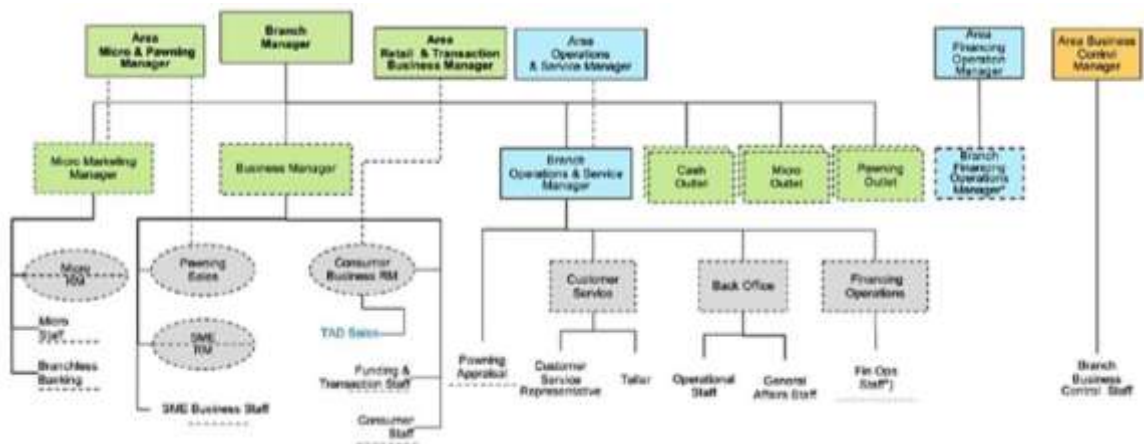 Area
Micro & Pawning
Manager
Branch
Manager
Area
Retail & Transaction
Business Manager
Area
Operations
& Service Manager
Area
Financing
Operation
Manager
Area Business
Control
Manager
Micro Marketing
Manager
Business Manager
Branch
Operations & Service
Manager
Cash
Outlet
Micro
Outlet
Pawning
Outlet
Branch
Financing
Operations
Manager*
Micro
RM
Pawning
Sales
Consumer
Business RM
Customer
Service
Back Office
Financing
Operations
Micro
Staff
SME
RM
TAD Sales
Branchless
Banking
Funding &
Transaction Staff
Pawning
Appraisal
Customer
Service
Representative
Teller
Operational
Staff
General
Affairs Staff
Fin Ops
Staff*)
Branch
Business
Control Staff
SME Business Staff
Consumer
Staff